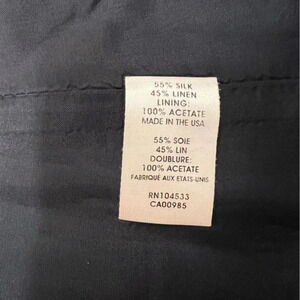 55% SILK
45% LINEN
LINING:
100% ACETATE
MADE IN THE USA
55% SOIE
45% LIN
DOUBLURE:
100% ACETATE
FABRIQUÉ AUX ETATS-UNIS
RN104533
CA00985